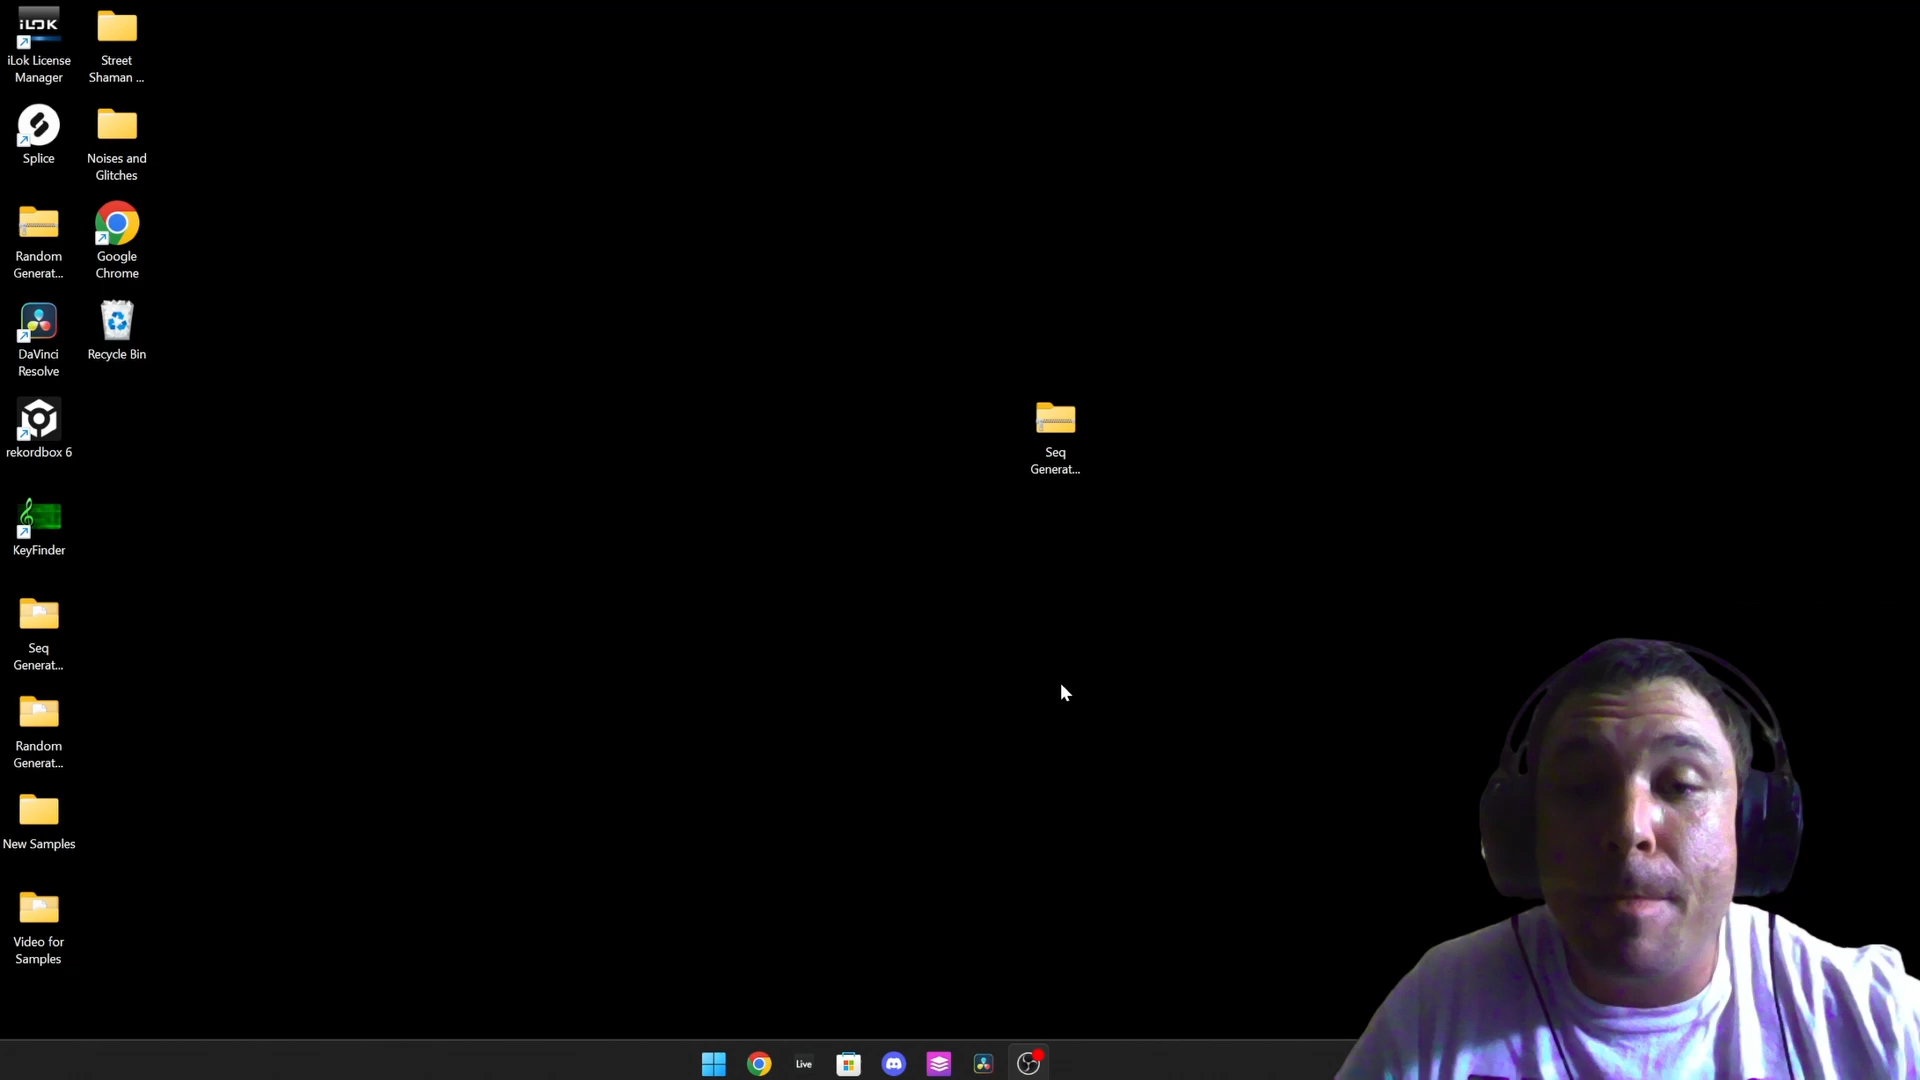 iLOK
iLok License
Manager
Street
Shaman ...
Splice
Noises and
Glitches
Random
Generat...
Google
Chrome
DaVinci
Resolve
Recycle Bin
rekordbox 6
Seq
Generat...
KeyFinder
Seq
Generat...
Random
Generat...
New Samples
Video for
Samples
Live